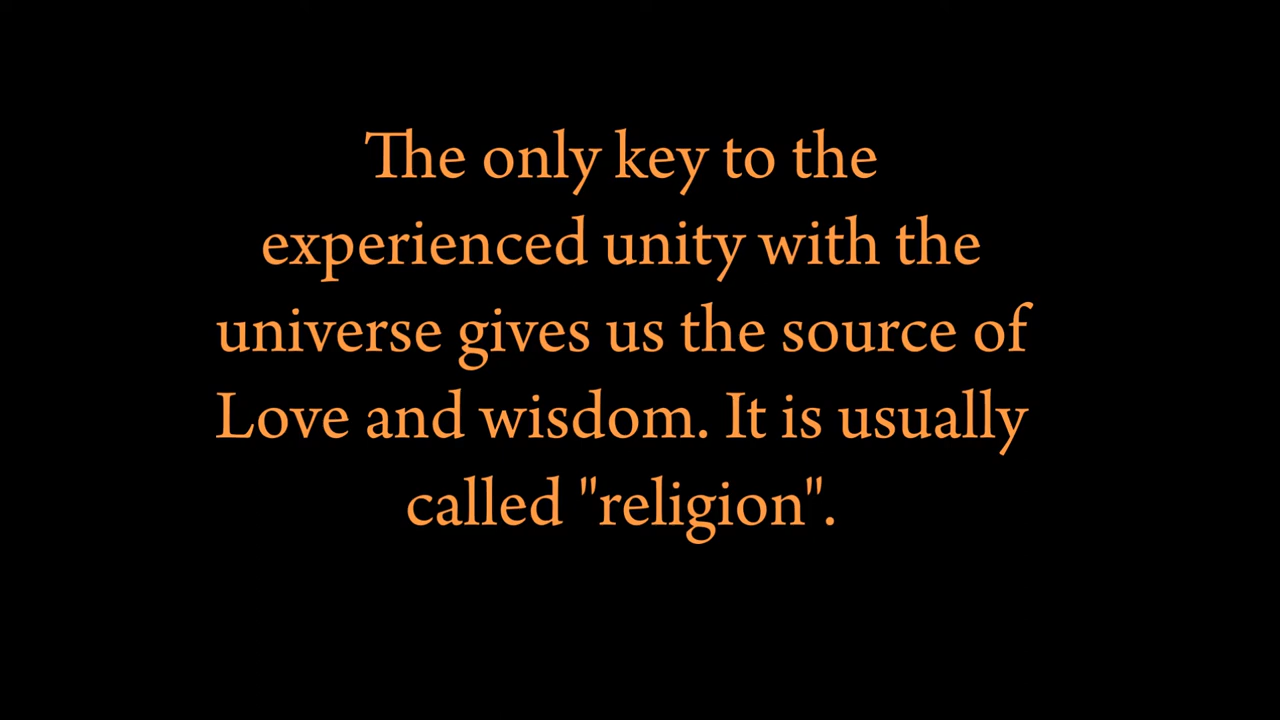 The only key to the
experienced unity with the
universe gives us the source of
Love and wisdom. It is usually
called "religion".